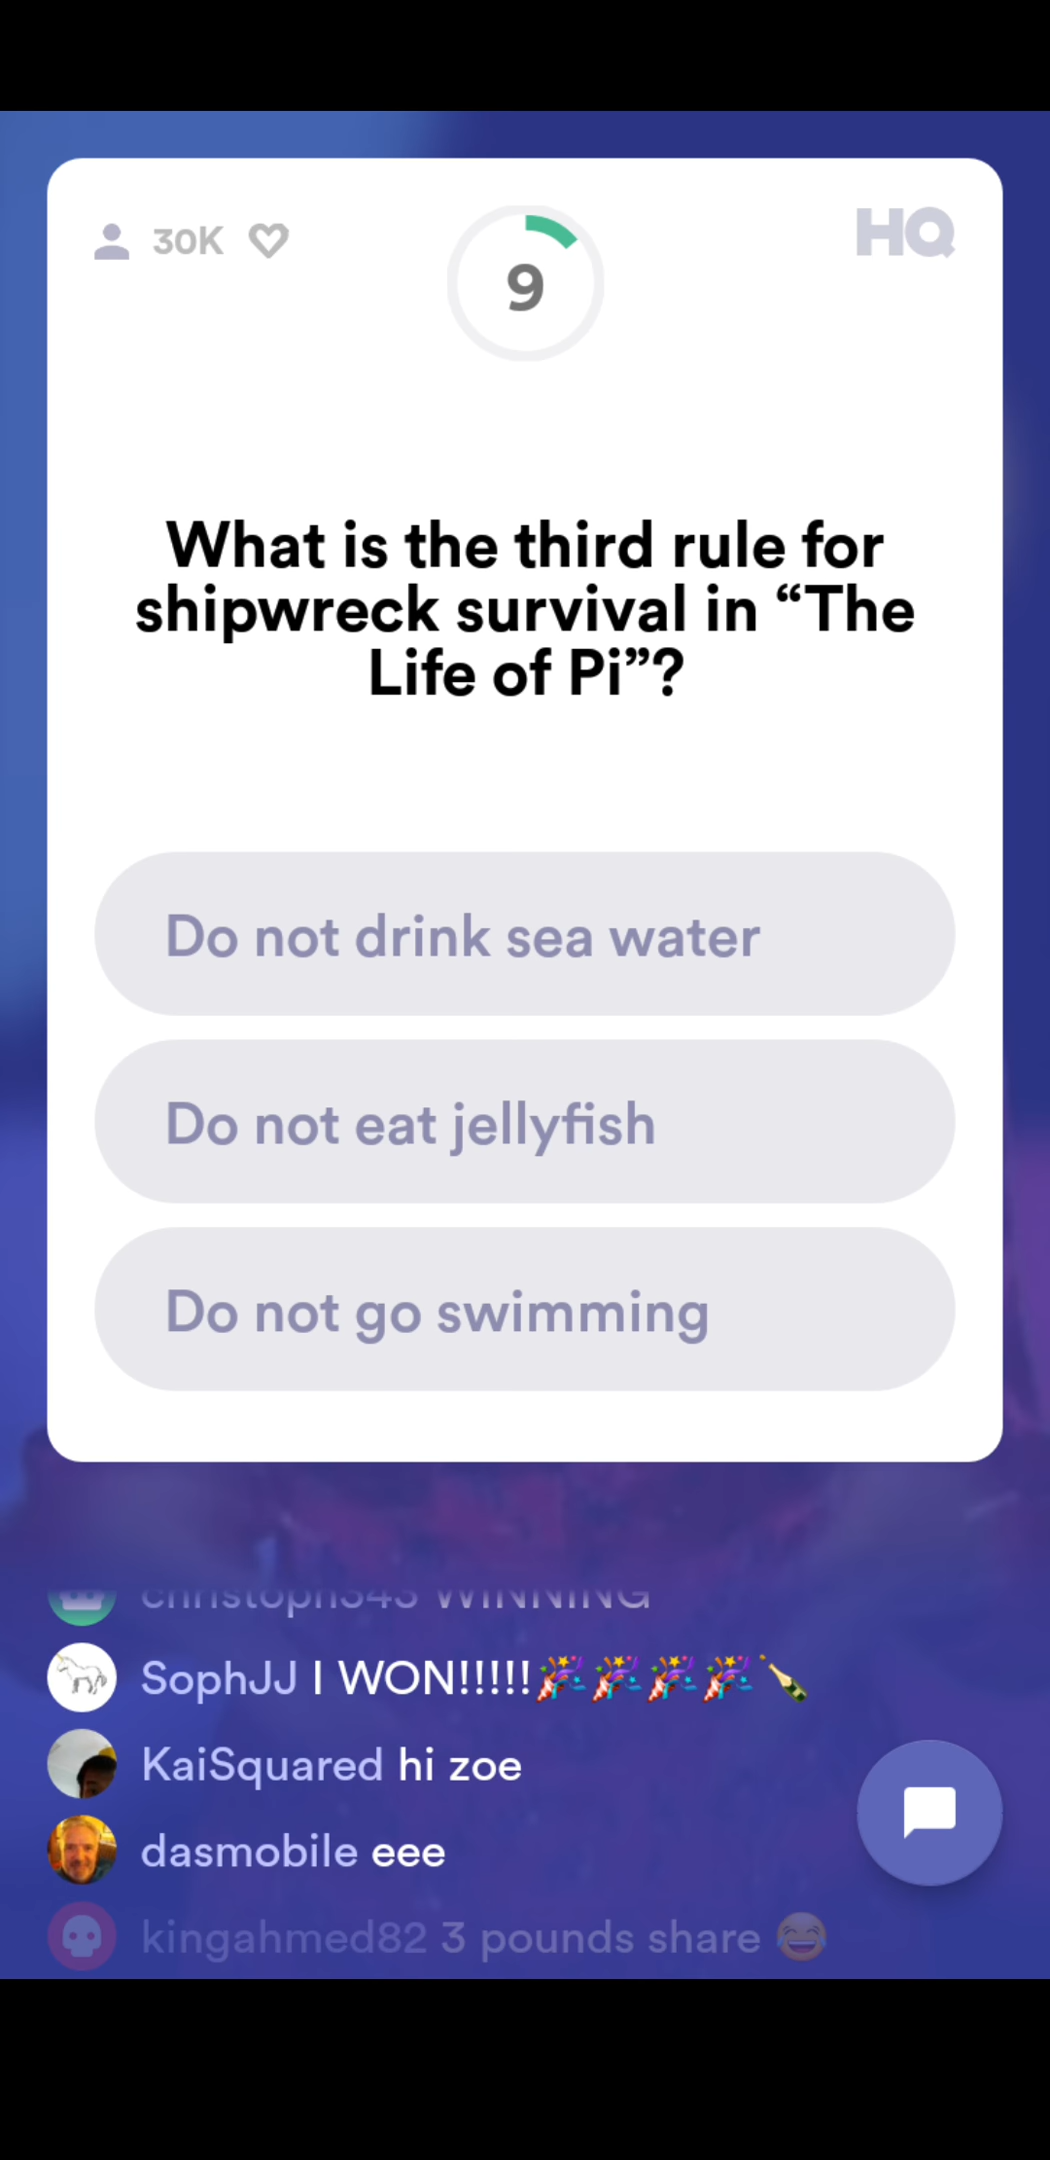 30K
9
HQ
What is the third rule for
shipwreck survival in “The
Life of Pi”?
Do not drink sea water
Do not eat jellyfish
Do not go swimming
christoph343 WINNING
SophJJ I WON!!!!!🎉🎉🎉🎉🍾
KaiSquared hi zoe
dasmobile eee
kingahmed82 3 pounds share 😂